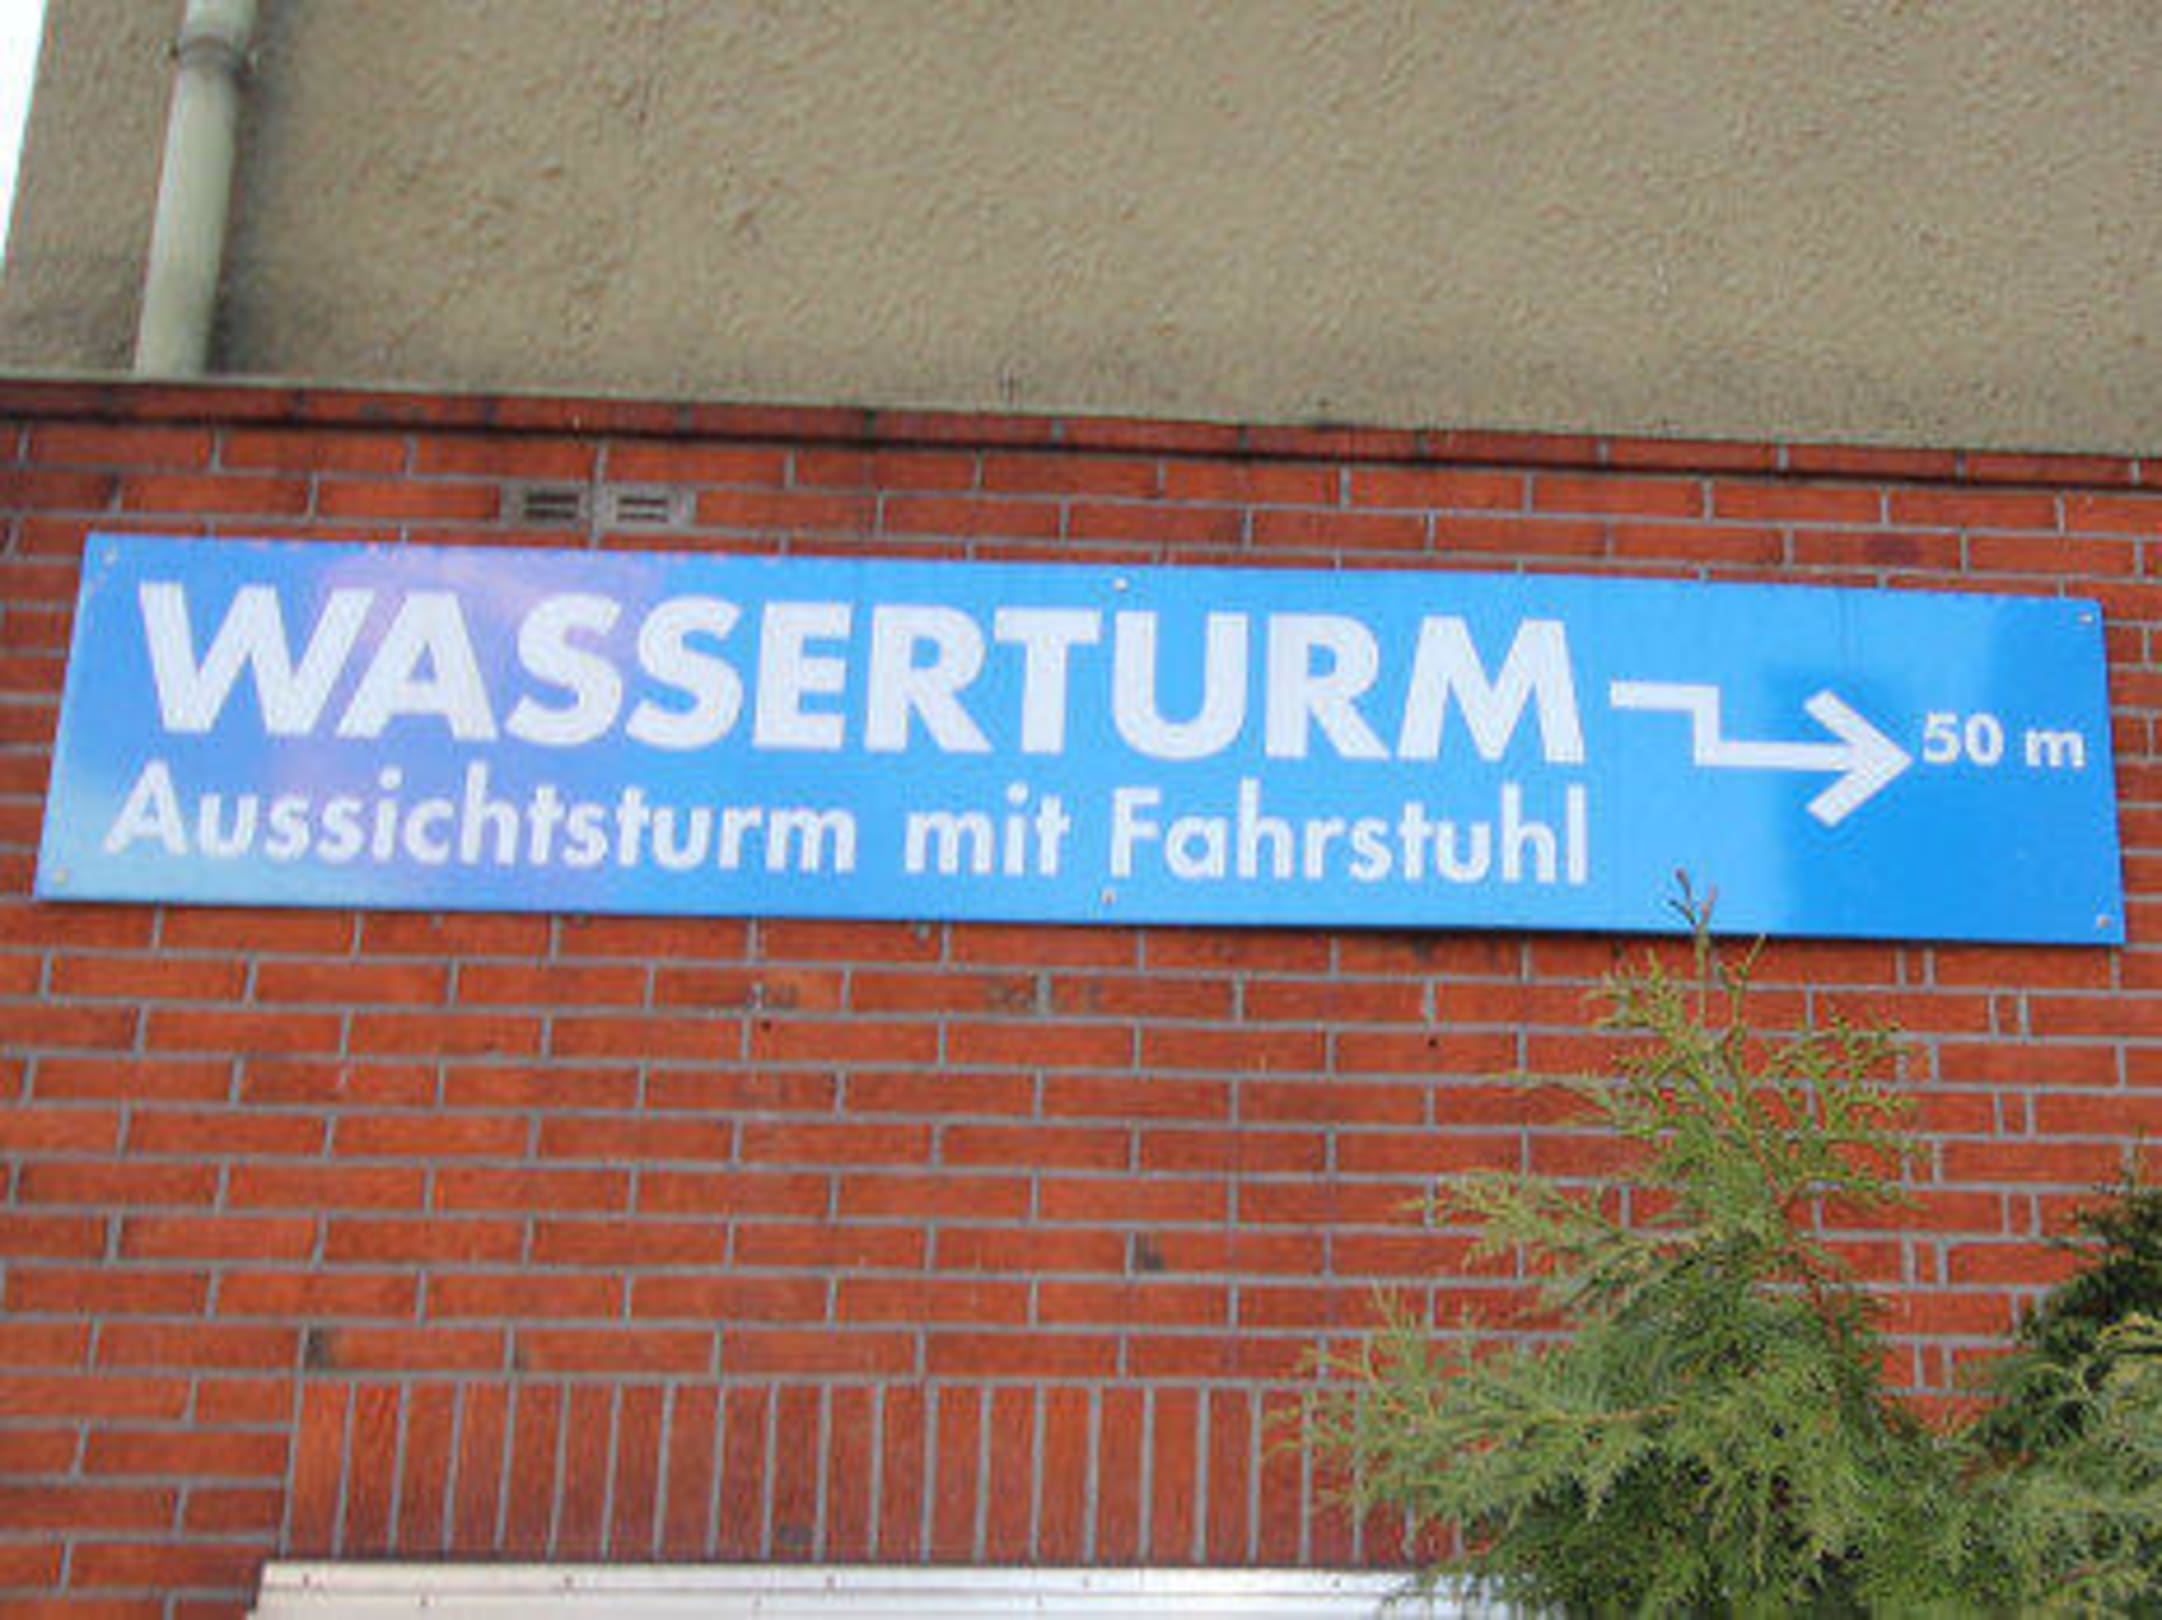 WASSERTURM
Aussichtsturm mit Fahrstuhl
50 m